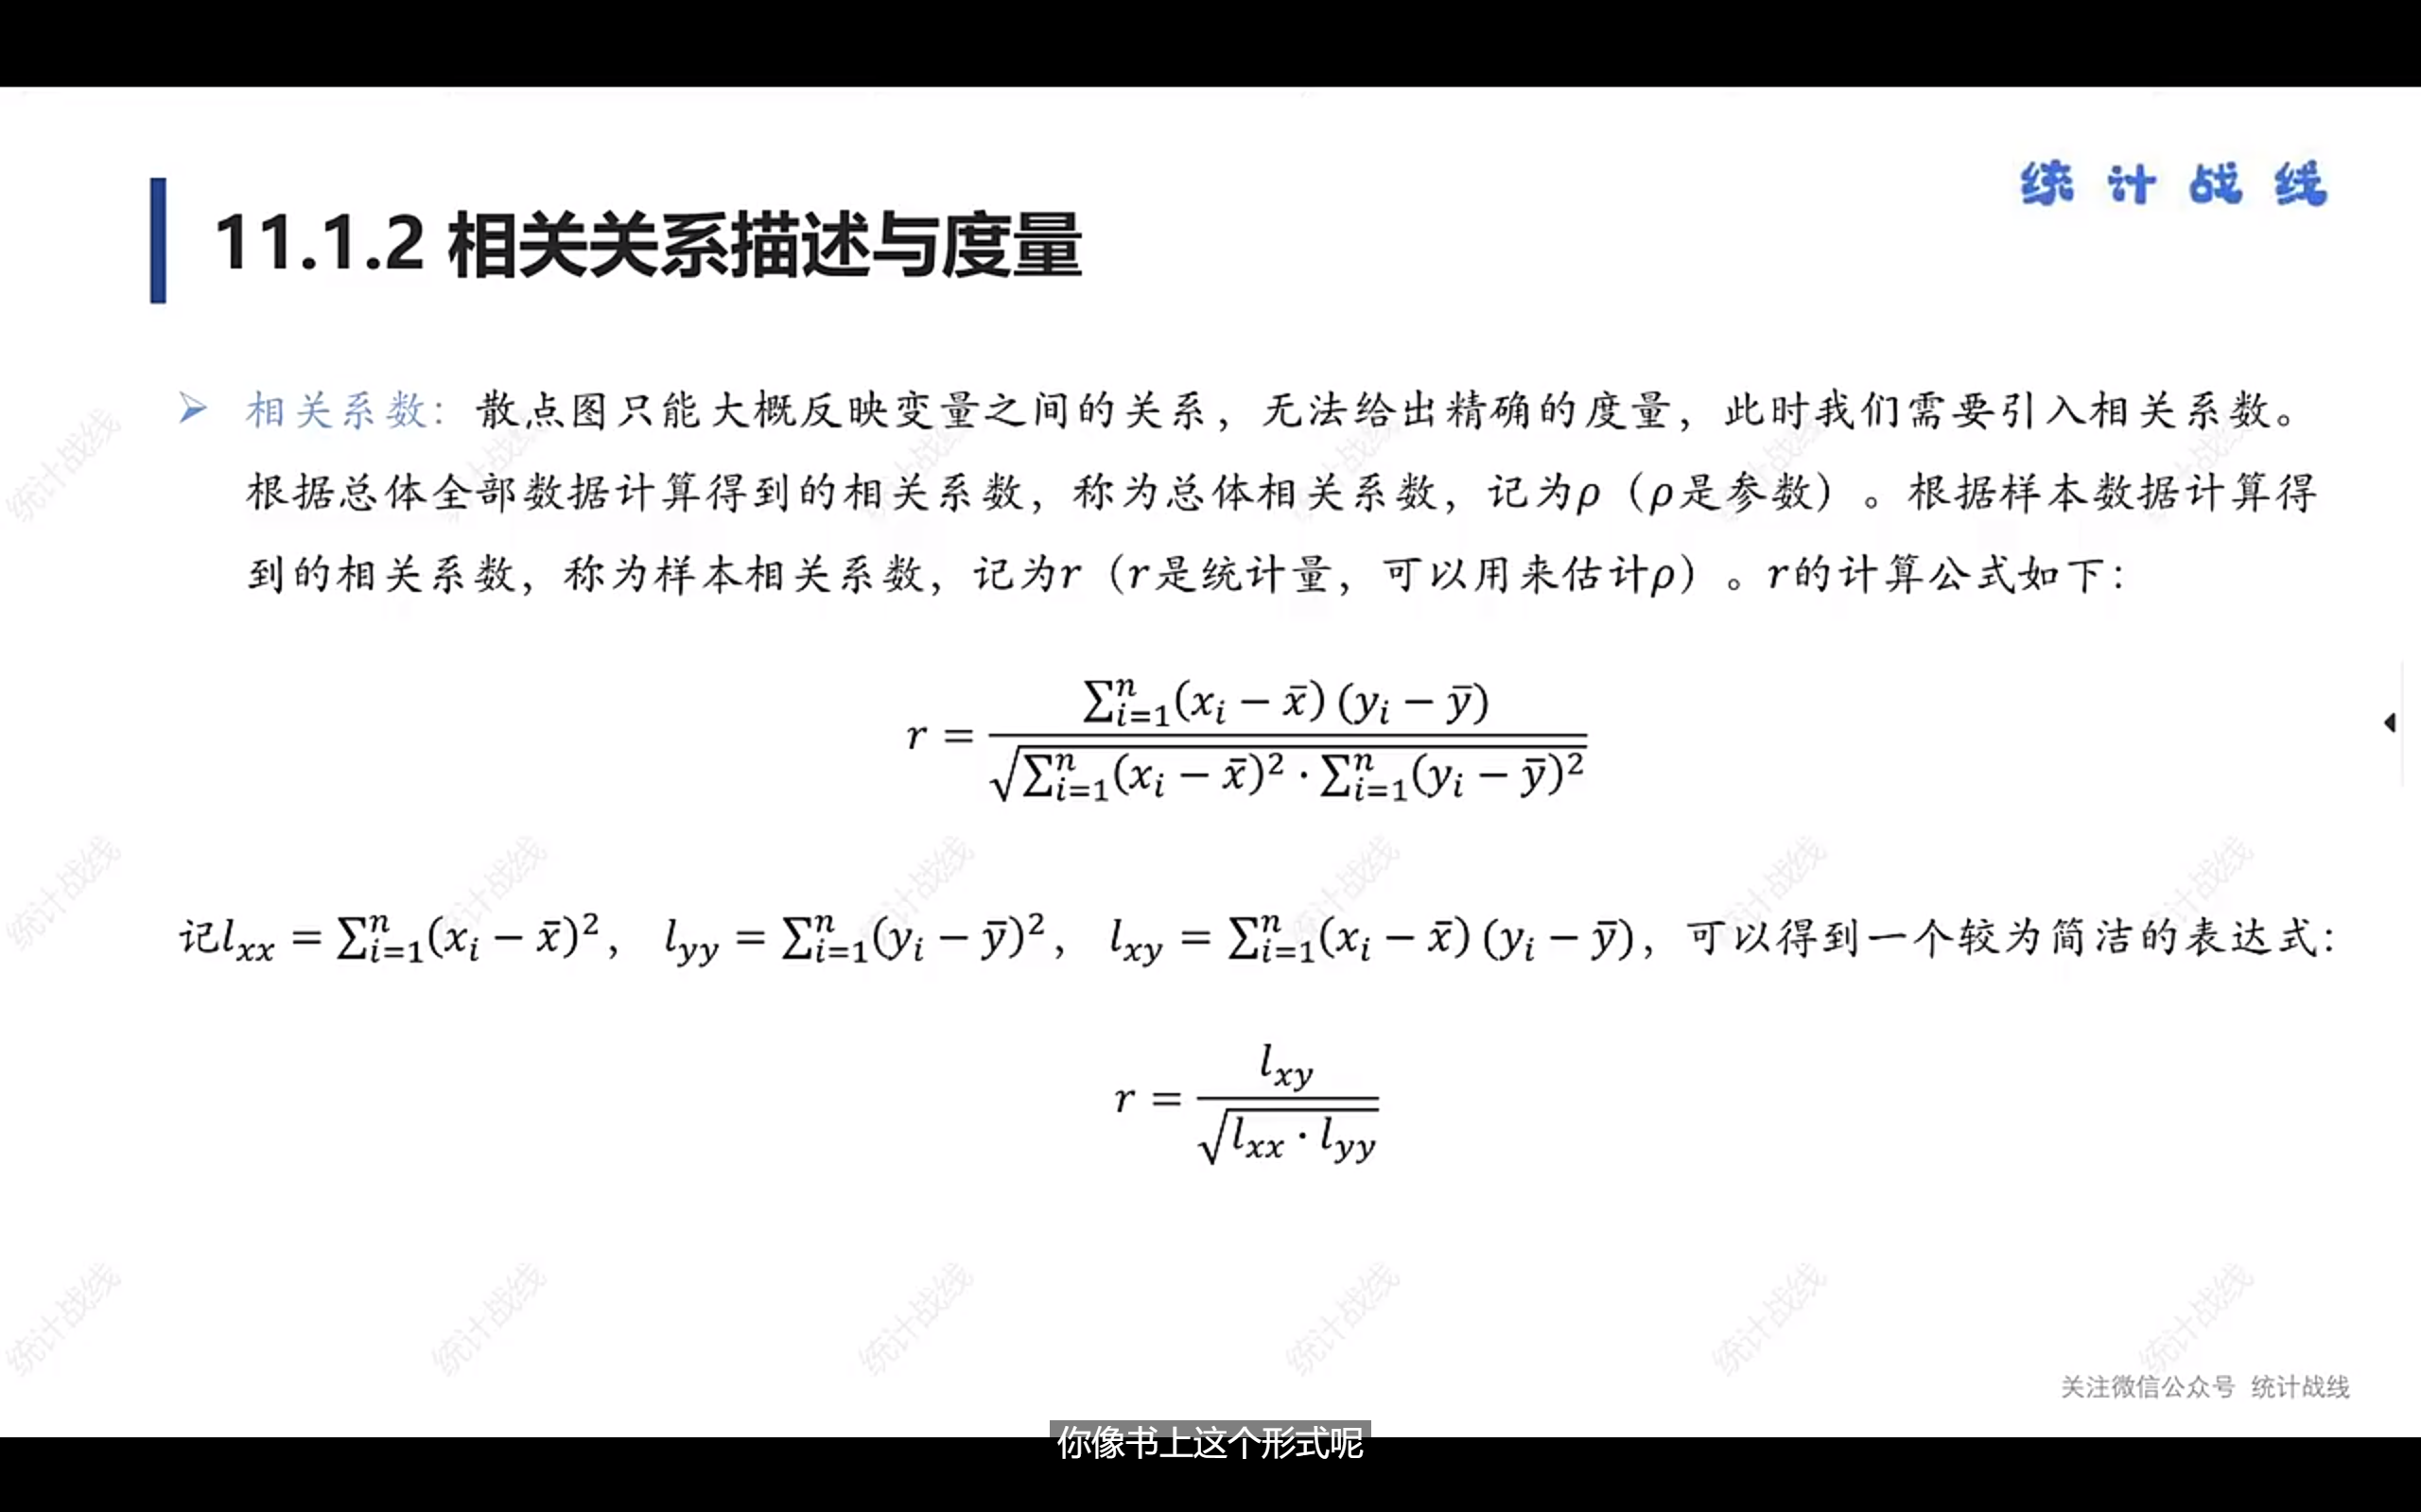 统计战线
11.1.2 相关关系描述与度量
➢ 相关系数：散点图只能大概反映变量之间的关系，无法给出精确的度量，此时我们需要引入相关系数。
根据总体全部数据计算得到的相关系数，称为总体相关系数，记为ρ（ρ是参数）。根据样本数据计算得
到的相关系数，称为样本相关系数，记为r（r是统计量，可以用来估计ρ）。r的计算公式如下：
r = \frac{\sum_{i=1}^{n}(x_i - \bar{x})(y_i - \bar{y})}{\sqrt{\sum_{i=1}^{n}(x_i - \bar{x})^2 \cdot \sum_{i=1}^{n}(y_i - \bar{y})^2}}
记l_{xx} = \sum_{i=1}^{n}(x_i - \bar{x})^2， l_{yy} = \sum_{i=1}^{n}(y_i - \bar{y})^2， l_{xy} = \sum_{i=1}^{n}(x_i - \bar{x})(y_i - \bar{y})，可以得到一个较为简洁的表达式：
r = \frac{l_{xy}}{\sqrt{l_{xx} \cdot l_{yy}}}
关注微信公众号 统计战线
你像书上这个形式呢